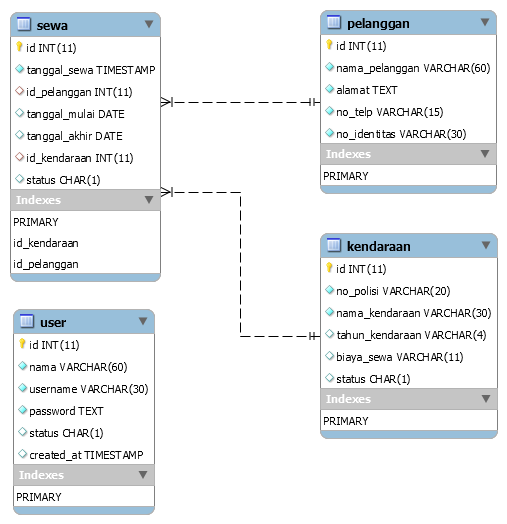 sewa
id INT(11)
tanggal_sewa TIMESTAMP
id_pelanggan INT(11)
tanggal_mulai DATE
tanggal_akhir DATE
id_kendaraan INT(11)
status CHAR(1)
Indexes
PRIMARY
id_kendaraan
id_pelanggan
pelanggan
id INT(11)
nama_pelanggan VARCHAR(60)
alamat TEXT
no_telp VARCHAR(15)
no_identitas VARCHAR(30)
Indexes
PRIMARY
kendaraan
id INT(11)
no_polisi VARCHAR(20)
nama_kendaraan VARCHAR(30)
tahun_kendaraan VARCHAR(4)
biaya_sewa VARCHAR(11)
status CHAR(1)
Indexes
PRIMARY
user
id INT(11)
nama VARCHAR(60)
username VARCHAR(30)
password TEXT
status CHAR(1)
created_at TIMESTAMP
Indexes
PRIMARY